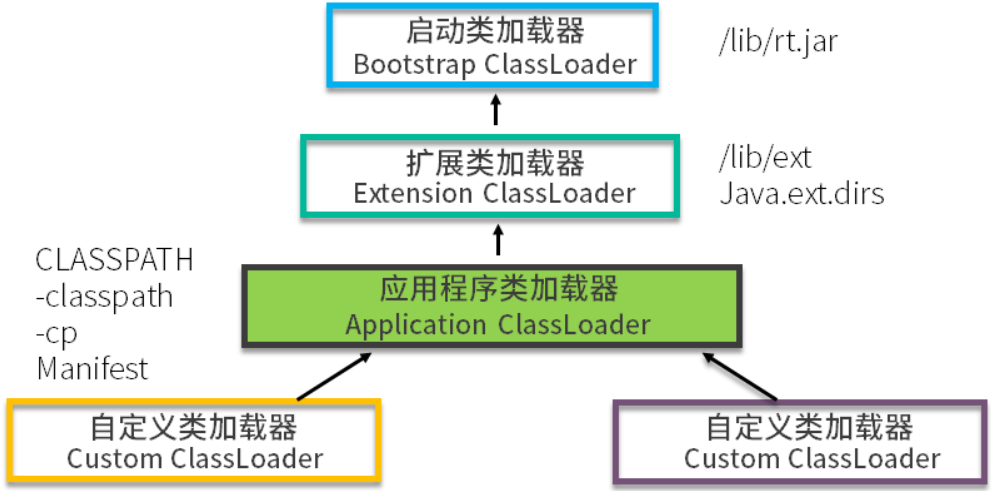 启动类加载器
Bootstrap ClassLoader
/lib/rt.jar
扩展类加载器
Extension ClassLoader
/lib/ext
Java.ext.dirs
CLASSPATH
-classpath
-cp
Manifest
应用程序类加载器
Application ClassLoader
自定义类加载器
Custom ClassLoader
自定义类加载器
Custom ClassLoader